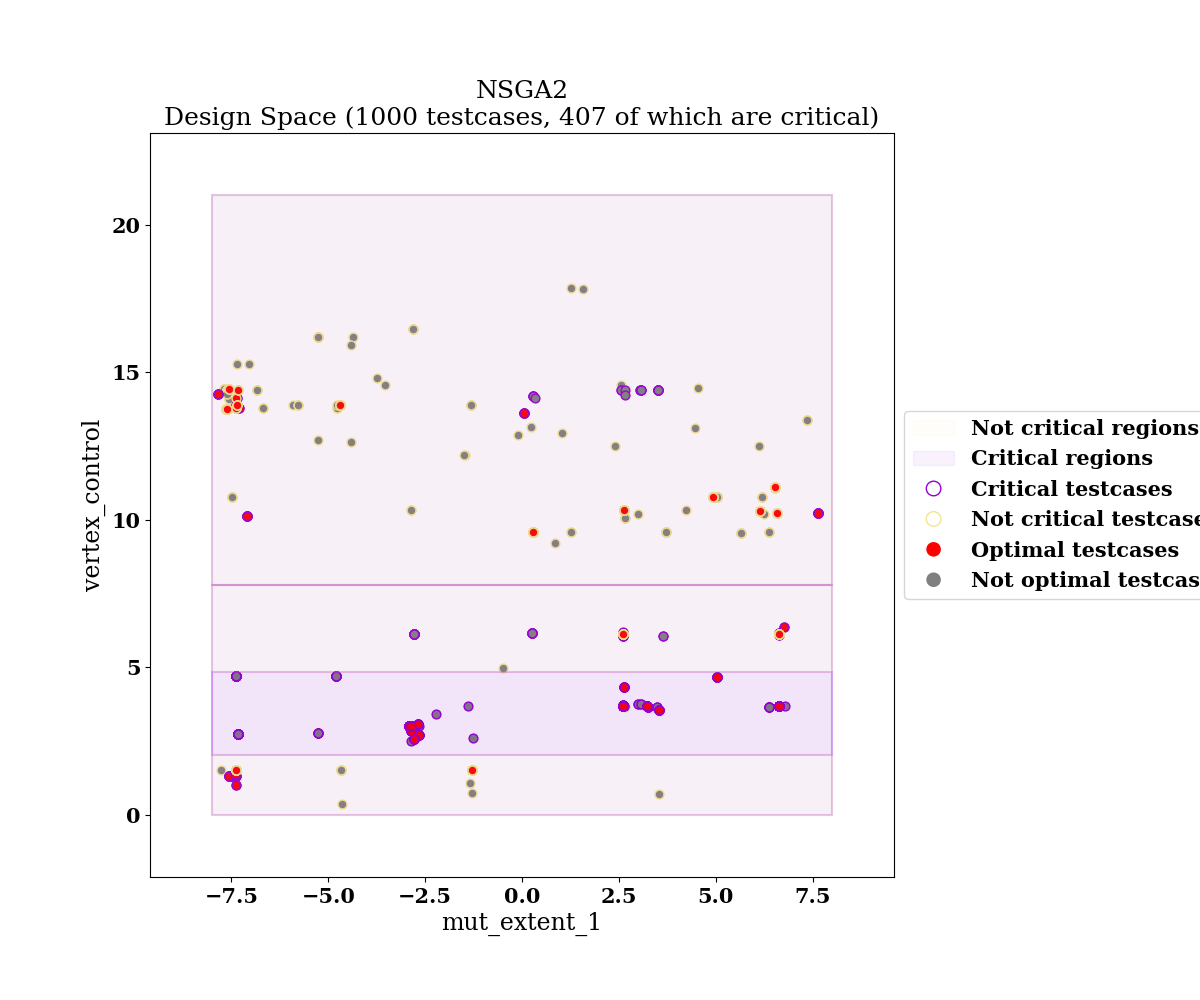 NSGA2
Design Space (1000 testcases, 407 of which are critical)
vertex_control
20
15
10
5
0
−7.5 −5.0 −2.5 0.0 2.5 5.0 7.5
mut_extent_1
Not critical regions
Critical regions
Critical testcases
Not critical testcase
Optimal testcases
Not optimal testcas